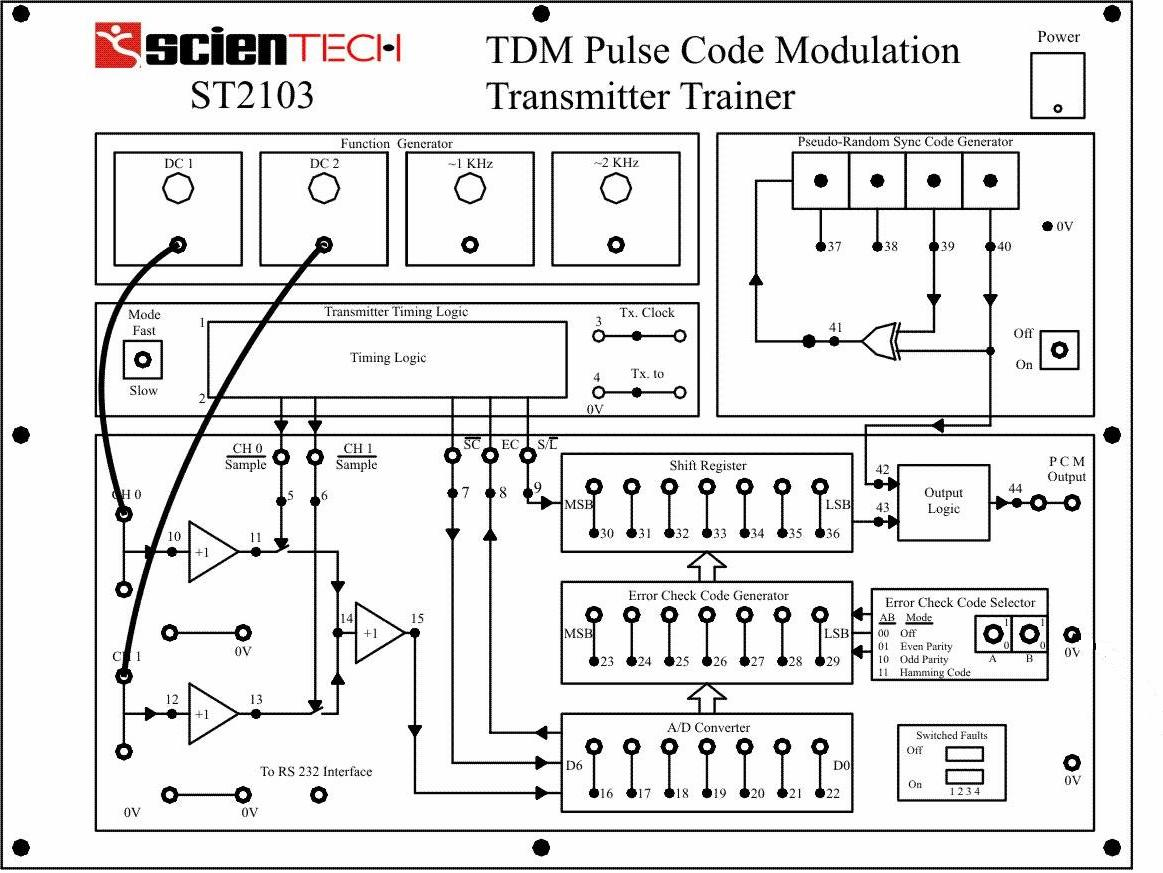 scienTECH
ST2103
TDM Pulse Code Modulation
Transmitter Trainer
Power
Function Generator
DC 1
DC 2
~1 KHz
~2 KHz
Pseudo-Random Sync Code Generator
37
38
39
40
0V
41
Off
On
Mode
Fast
Slow
Transmitter Timing Logic
1
Timing Logic
2
3
Tx. Clock
4
Tx. to
0V
CH 0
Sample
CH 1
Sample
SC
EC
S/L
5
6
7
8
9
CH 0
10
+1
11
0V
CH 1
12
+1
13
14
+1
15
0V
0V
To RS 232 Interface
Shift Register
MSB
LSB
30
31
32
33
34
35
36
42
43
Output
Logic
44
P C M
Output
Error Check Code Generator
MSB
LSB
23
24
25
26
27
28
29
Error Check Code Selector
AB Mode
00 Off
01 Even Parity
10 Odd Parity
11 Hamming Code
1
0
1
0
A
B
0V
A/D Converter
D6
D0
16
17
18
19
20
21
22
Switched Faults
Off
On
1 2 3 4
0V